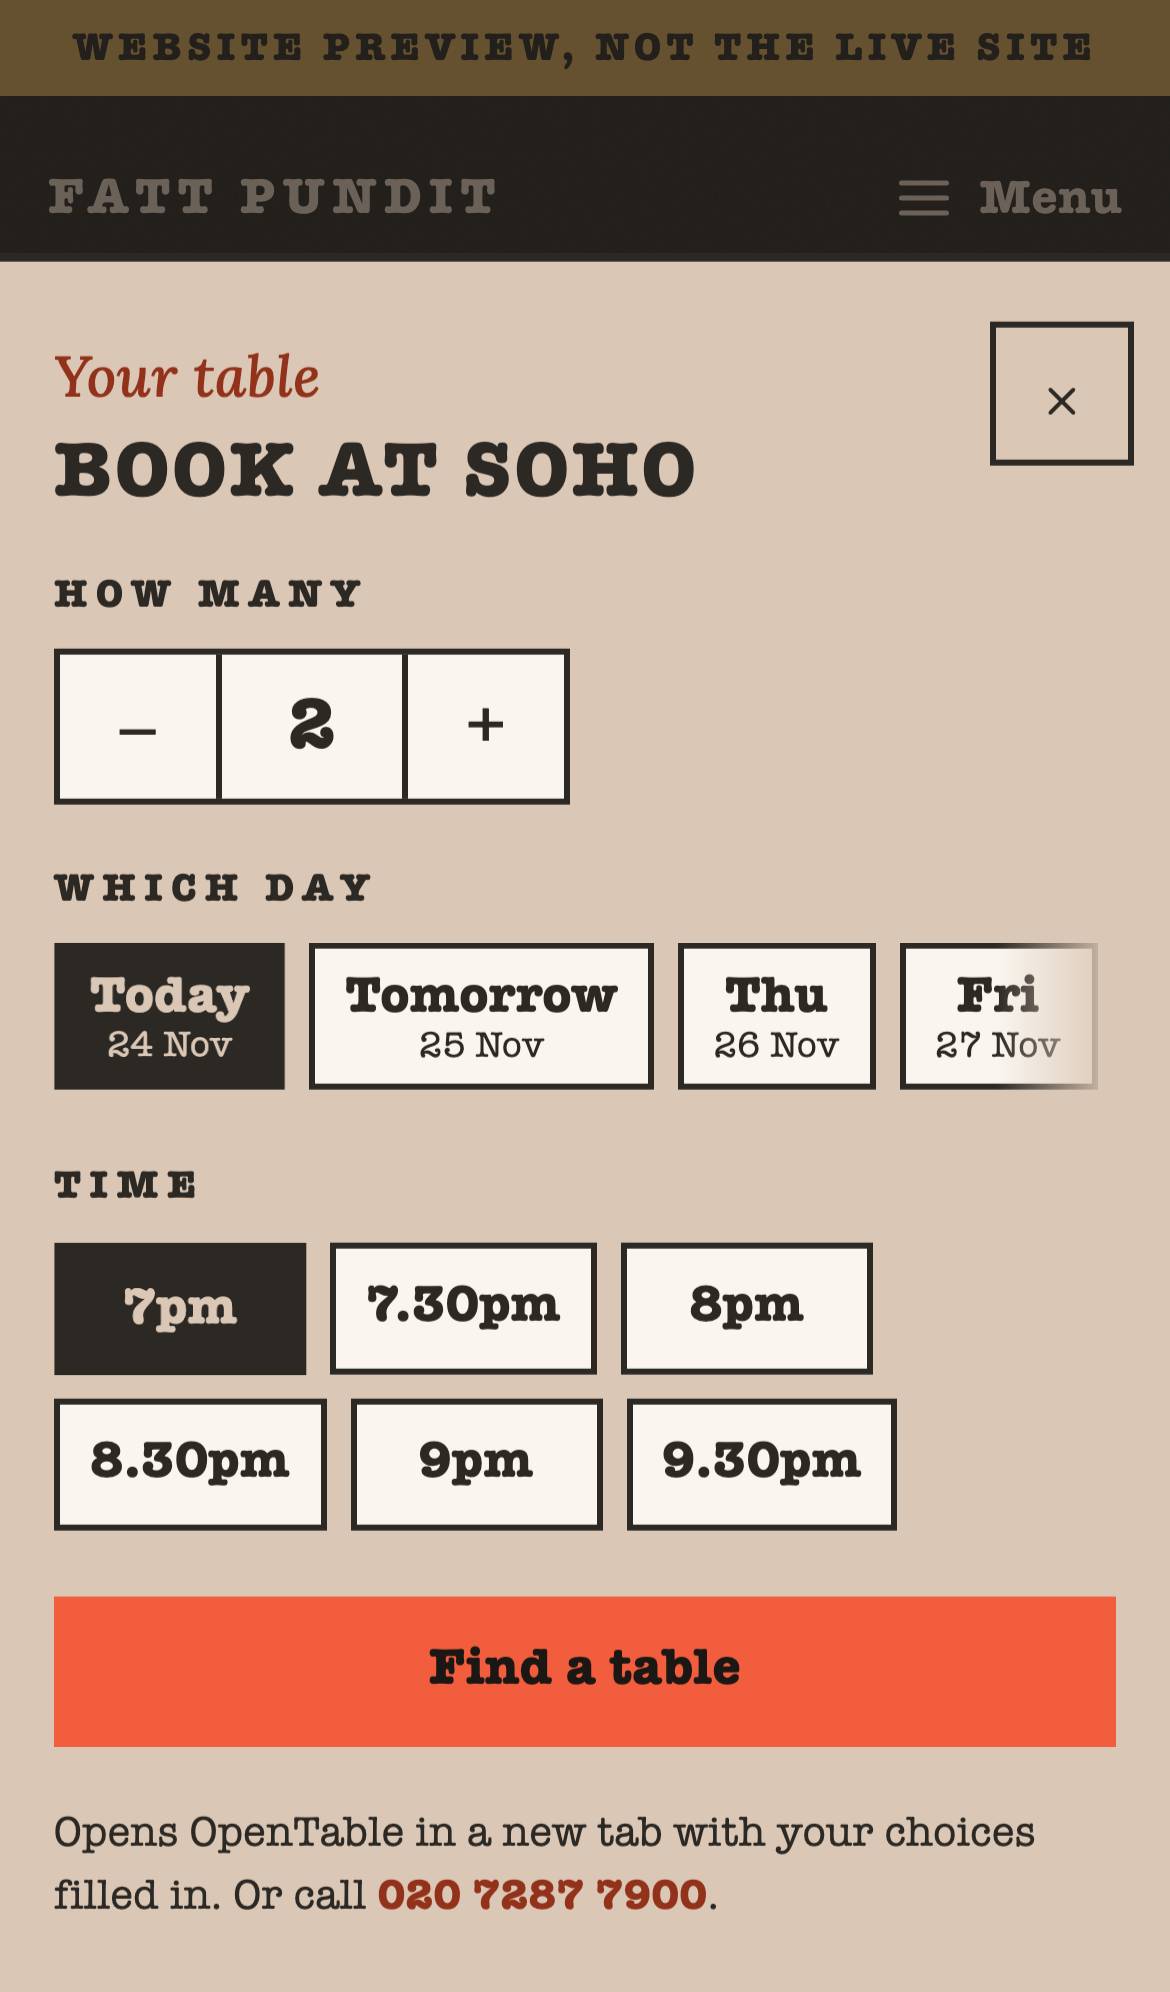 WEBSITE PREVIEW, NOT THE LIVE SITE
FATT PUNDIT
Menu
Your table
×
BOOK AT SOHO
HOW MANY
– 2 +
WHICH DAY
Today Tomorrow Thu Fri
24 Nov 25 Nov 26 Nov 27 Nov
TIME
7pm 7.30pm 8pm
8.30pm 9pm 9.30pm
Find a table
Opens OpenTable in a new tab with your choices
filled in. Or call 020 7287 7900.